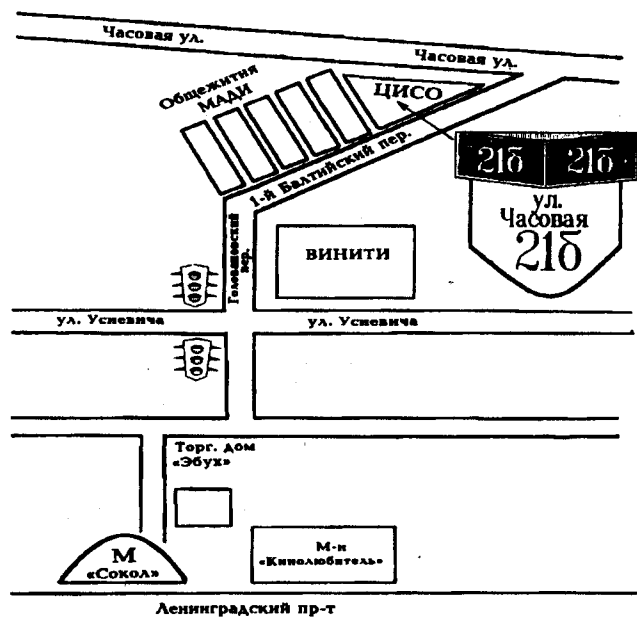 Часовая ул.
Часовая ул.
Общежития
МАДИ
ЦИСО
1-й Балтийский пер.
21б 21б
ул.
Часовая
21б
Головановский
пер.
ВИНИТИ
ул. Усиевича
ул. Усиевича
Торг. дом
«Эбух»
М
«Сокол»
М-н
«Кинолюбитель»
Ленинградский пр-т